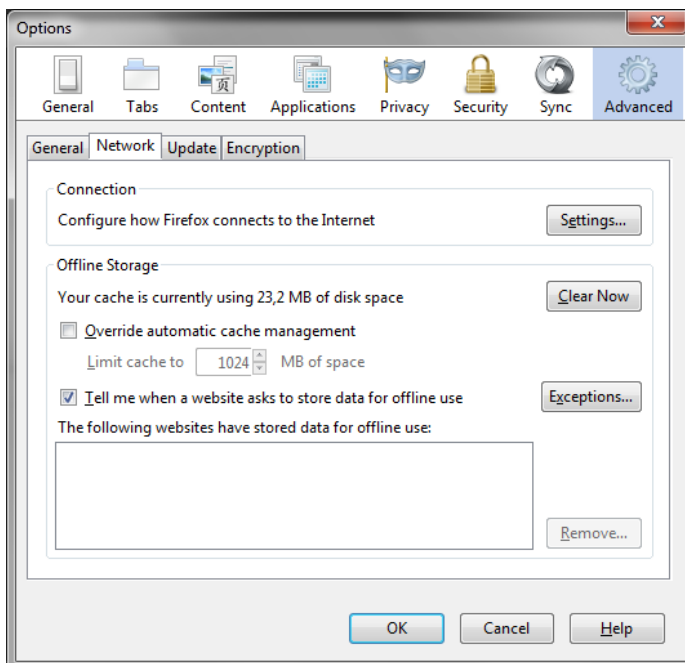 Options
General Tabs Content Applications Privacy Security Sync Advanced
General Network Update Encryption
Connection
Configure how Firefox connects to the Internet Settings...
Offline Storage
Your cache is currently using 23,2 MB of disk space Clear Now
Override automatic cache management
Limit cache to 1024 MB of space
Tell me when a website asks to store data for offline use Exceptions...
The following websites have stored data for offline use:
Remove...
OK Cancel Help